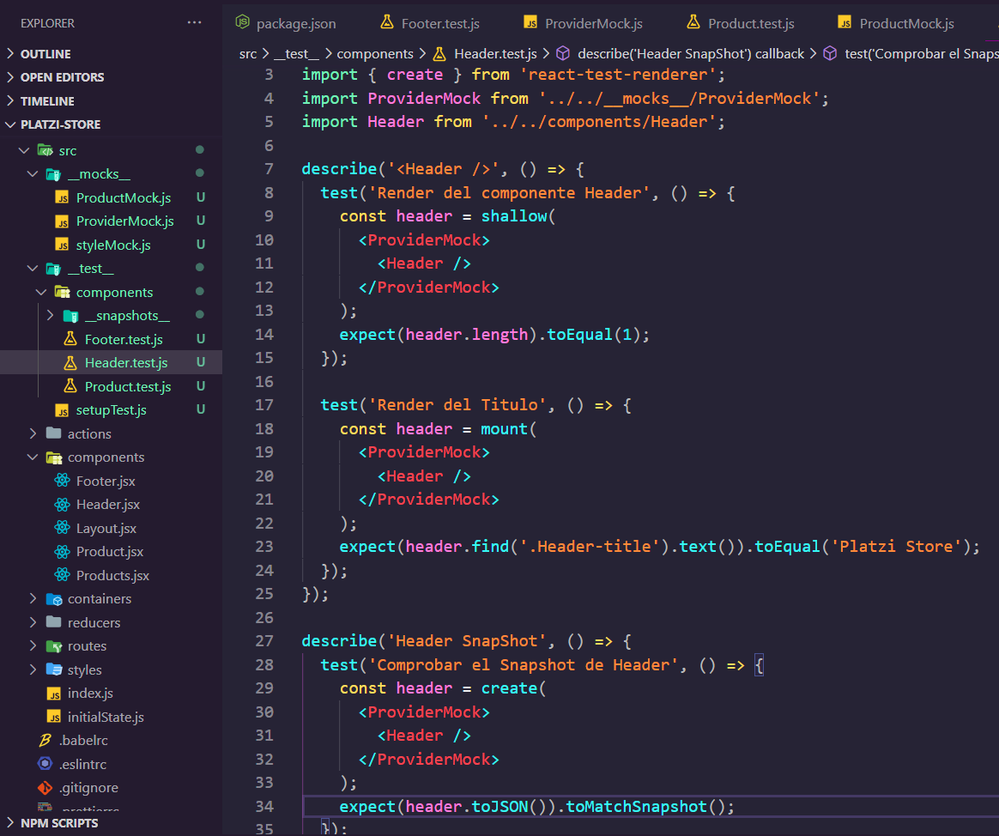 EXPLORER ···
OUTLINE
OPEN EDITORS
TIMELINE
PLATZI-STORE
src
__mocks__
ProductMock.js U
ProviderMock.js U
styleMock.js U
__test__
components
__snapshots__
Footer.test.js U
Header.test.js U
Product.test.js U
setupTest.js U
actions
components
Footer.jsx
Header.jsx
Layout.jsx
Product.jsx
Products.jsx
containers
reducers
routes
styles
index.js
initialState.js
.babelrc
.eslintrc
.gitignore
.prettierrc
NPM SCRIPTS
package.json Footer.test.js ProviderMock.js Product.test.js ProductMock.js
src > __test__ > components > Header.test.js > describe('Header SnapShot') callback > test('Comprobar el Snaps
3 import { create } from 'react-test-renderer';
4 import ProviderMock from '../../__mocks__/ProviderMock';
5 import Header from '../../components/Header';
6
7 describe('<Header />', () => {
8 test('Render del componente Header', () => {
9 const header = shallow(
10 <ProviderMock>
11 <Header />
12 </ProviderMock>
13 );
14 expect(header.length).toEqual(1);
15 });
16
17 test('Render del Titulo', () => {
18 const header = mount(
19 <ProviderMock>
20 <Header />
21 </ProviderMock>
22 );
23 expect(header.find('.Header-title').text()).toEqual('Platzi Store');
24 });
25 });
26
27 describe('Header SnapShot', () => {
28 test('Comprobar el Snapshot de Header', () => {
29 const header = create(
30 <ProviderMock>
31 <Header />
32 </ProviderMock>
33 );
34 expect(header.toJSON()).toMatchSnapshot();
35 });